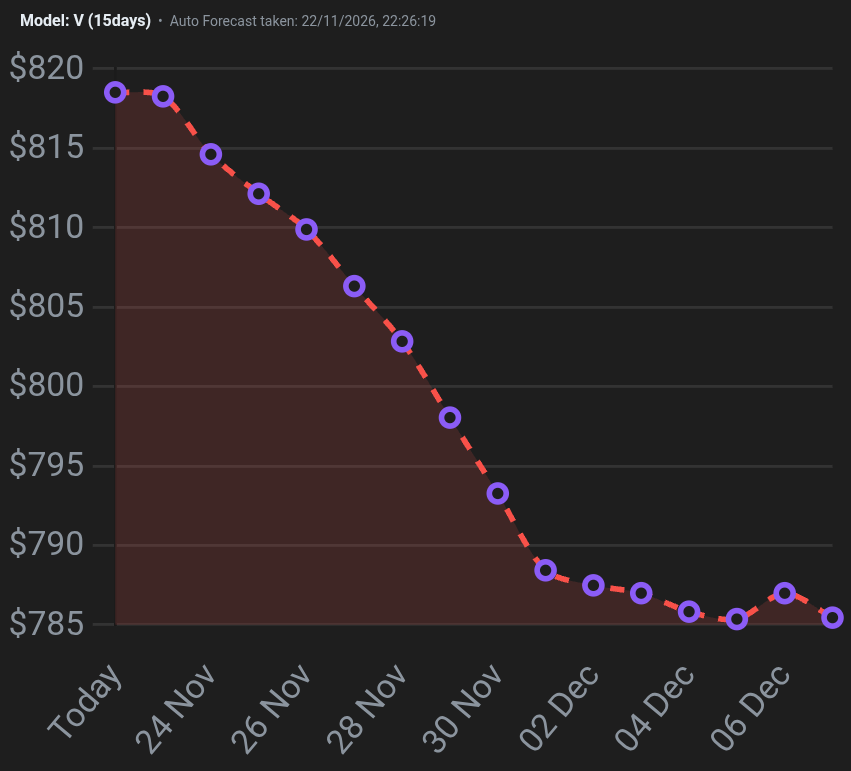 Model: V (15days) • Auto Forecast taken: 22/11/2026, 22:26:19
$820
$815
$810
$805
$800
$795
$790
$785
Today
24 Nov
26 Nov
28 Nov
30 Nov
02 Dec
04 Dec
06 Dec